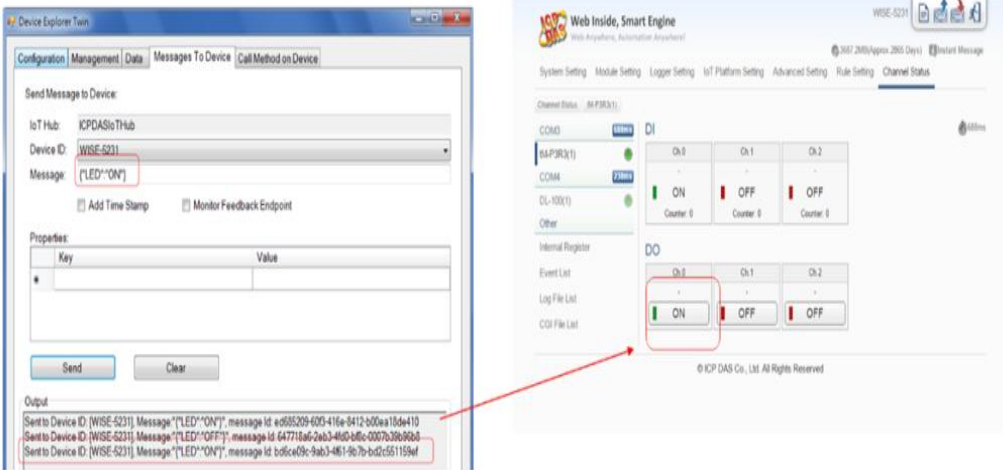 Device Explorer Twin
Configuration Management Data Messages To Device Call Method on Device
Send Message to Device:
IoT Hub: ICPDASIoTHub
Device ID: WISE-5231
Message: {"LED":"ON"}
Add Time Stamp Monitor Feedback Endpoint
Properties:
Key Value
Send Clear
Output
Sent to Device ID: [WISE-5231], Message:"{"LED":"ON"}", message Id: ed685209-60f3-416e-8412-b00ea18de410
Sent to Device ID: [WISE-5231], Message:"{"LED":"OFF"}", message Id:
Sent to Device ID: [WISE-5231], Message:"{"LED":"ON"}", message Id: bd6ce09c-9ab3-4f61-9b7b-bd2c551159ef
ICP DAS
Web Inside, Smart Engine
Web Anywhere, Automation Anywhere!
WISE-5231
2865 Days) Instant Message
System Setting Module Setting Logger Setting IoT Platform Setting Advanced Setting Rule Setting Channel Status
Channel Status
COM3
COM4
DL-100(1)
Other
Internal Register
Event List
Log File List
CGI File List
DI
Ch.0 Ch.1 Ch.2
ON OFF OFF
Counter: 0 Counter: 0 Counter: 0
DO
Ch.0 Ch.1 Ch.2
ON OFF OFF
© ICP DAS Co., Ltd. All Rights Reserved